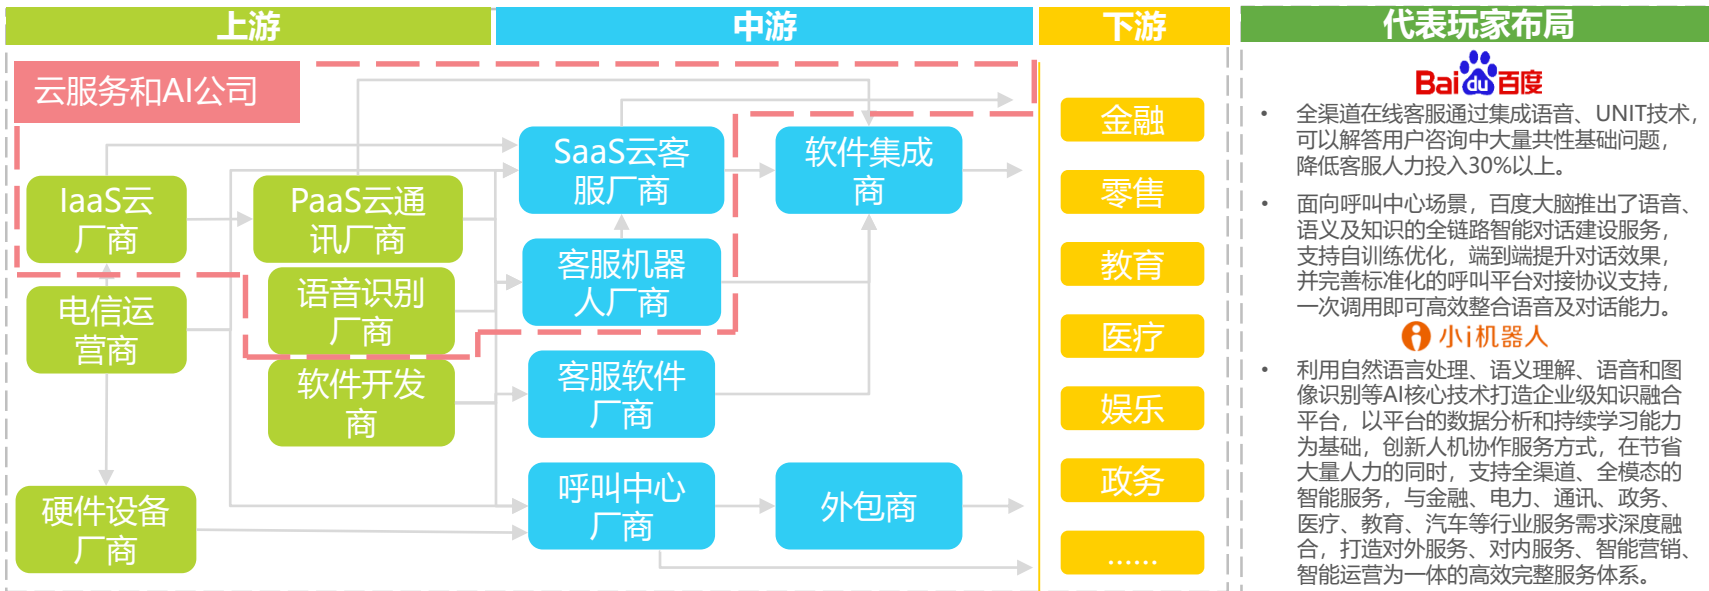 上游
中游
下游
代表玩家布局
云服务和AI公司
IaaS云
厂商
电信运
营商
硬件设备
厂商
PaaS云通
讯厂商
语音识别
厂商
软件开发
商
SaaS云客
服厂商
客服机器
人厂商
客服软件
厂商
呼叫中心
厂商
软件集成
商
外包商
金融
零售
教育
医疗
娱乐
政务
……
Bai du 百度
• 全渠道在线客服通过集成语音、UNIT技术，
可以解答用户咨询中大量共性基础问题，
降低客服人力投入30%以上。
• 面向呼叫中心场景，百度大脑推出了语音、
语义及知识的全链路智能对话建设服务，
支持自训练优化，端到端提升对话效果，
并完善标准化的呼叫平台对接协议支持，
一次调用即可高效整合语音及对话能力。
小i机器人
• 利用自然语言处理、语义理解、语音和图
像识别等AI核心技术打造企业级知识融合
平台，以平台的数据分析和持续学习能力
为基础，创新人机协作服务方式，在节省
大量人力的同时，支持全渠道、全模态的
智能服务，与金融、电力、通讯、政务、
医疗、教育、汽车等行业服务需求深度融
合，打造对外服务、对内服务、智能营销、
智能运营为一体的高效完整服务体系。